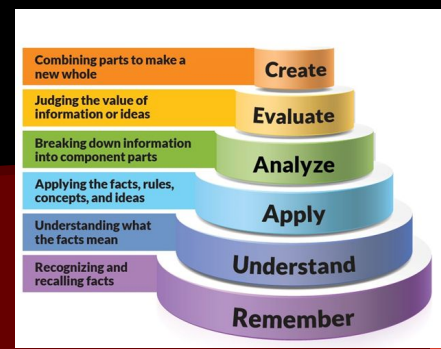 Combining parts to make a
new whole
Create
Judging the value of
information or ideas
Evaluate
Breaking down information
into component parts
Analyze
Applying the facts, rules,
concepts, and ideas
Apply
Understanding what
the facts mean
Understand
Recognizing and
recalling facts
Remember